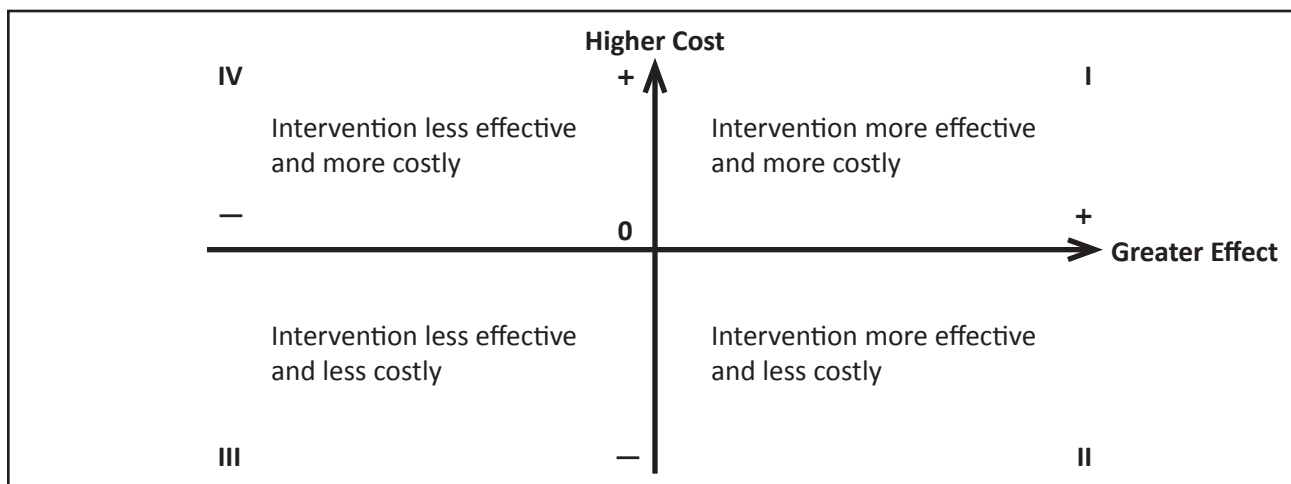 Higher Cost
IV
+
I
Intervention less effective
and more costly
Intervention more effective
and more costly
—
0
+
Greater Effect
Intervention less effective
and less costly
Intervention more effective
and less costly
III
—
II